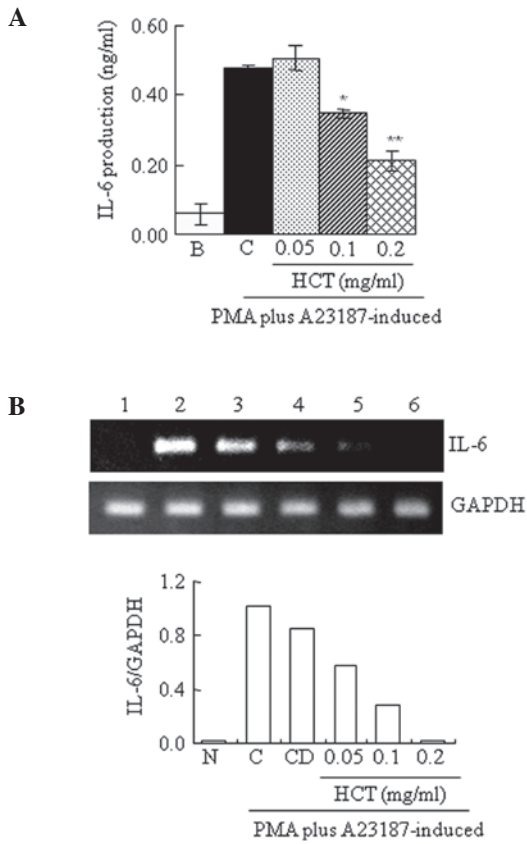 A
IL-6 production (ng/ml)
0.60
0.40
0.20
0.00
*
**
B C 0.05 0.1 0.2
HCT (mg/ml)
PMA plus A23187-induced
B
1 2 3 4 5 6
IL-6
GAPDH
IL-6/GAPDH
1.2
0.8
0.4
0.0
N C CD 0.05 0.1 0.2
HCT (mg/ml)
PMA plus A23187-induced